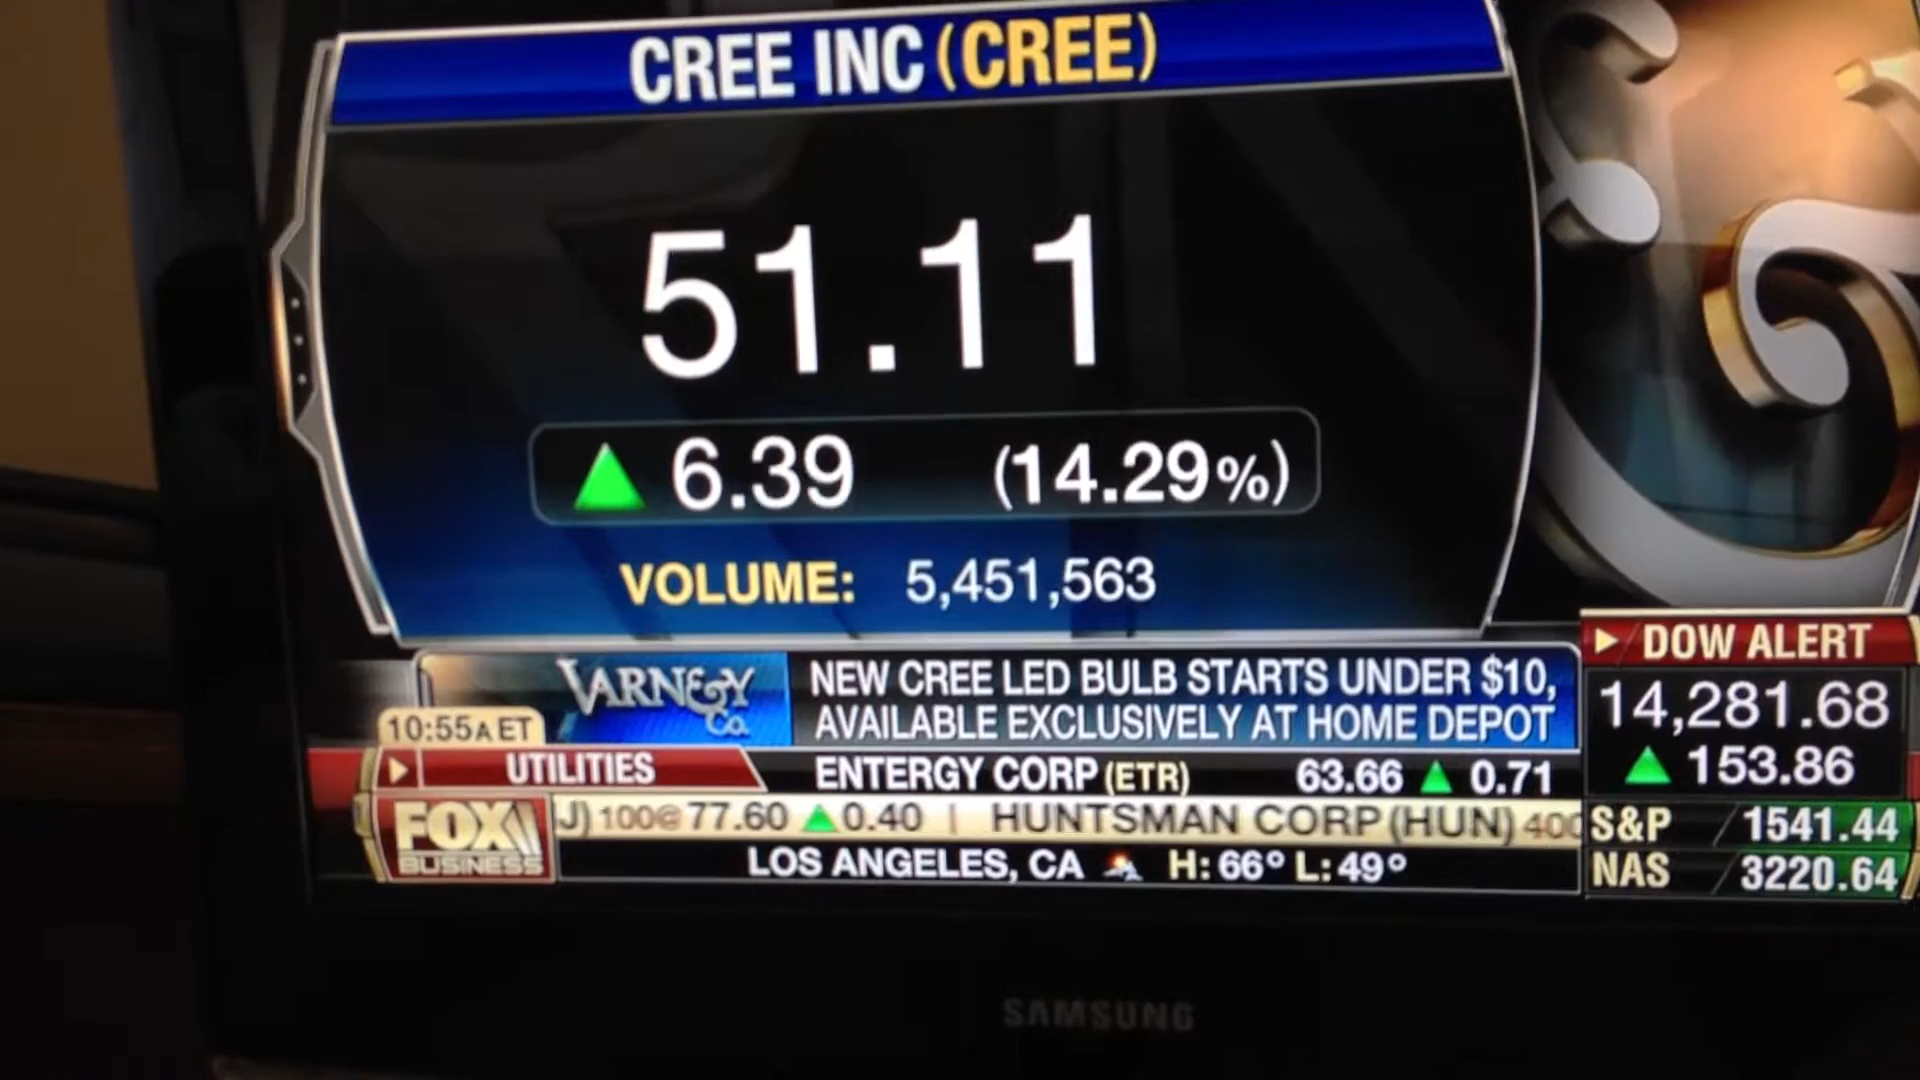 CREE INC (CREE)
51.11
▲ 6.39 (14.29%)
VOLUME: 5,451,563
VARNEY & Co.
NEW CREE LED BULB STARTS UNDER $10,
AVAILABLE EXCLUSIVELY AT HOME DEPOT
10:55A ET
UTILITIES
ENTERGY CORP (ETR) 63.66 ▲ 0.71
FOX
BUSINESS
J) 100@77.60 ▲0.40 | HUNTSMAN CORP (HUN) 400
LOS ANGELES, CA H: 66° L: 49°
DOW ALERT
14,281.68
▲ 153.86
S&P 1541.44
NAS 3220.64
SAMSUNG